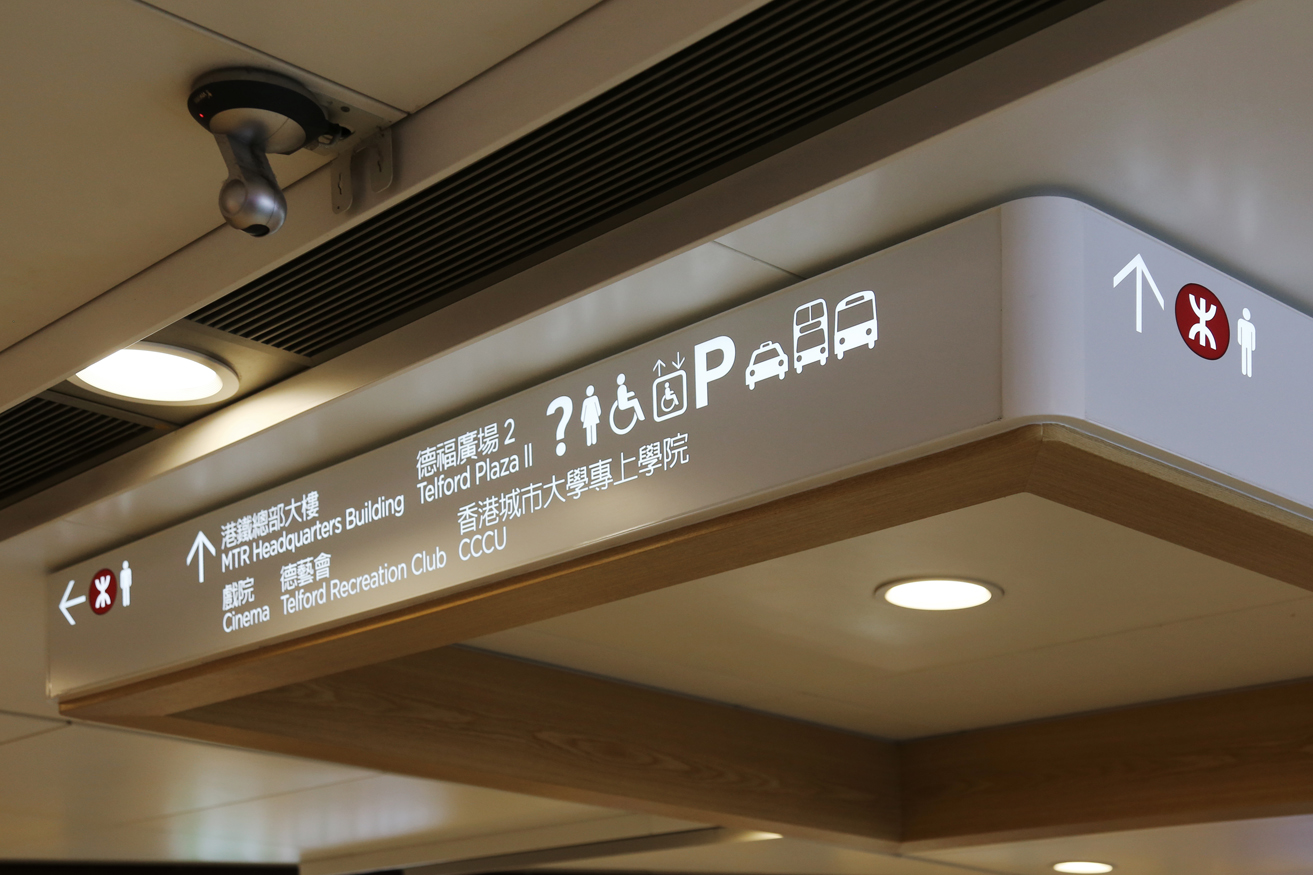 港鐵總部大樓
MTR Headquarters Building
戲院
Cinema
德藝會
Telford Recreation Club
德福廣場 2
Telford Plaza II
香港城市大學專上學院
CCCU
?
P